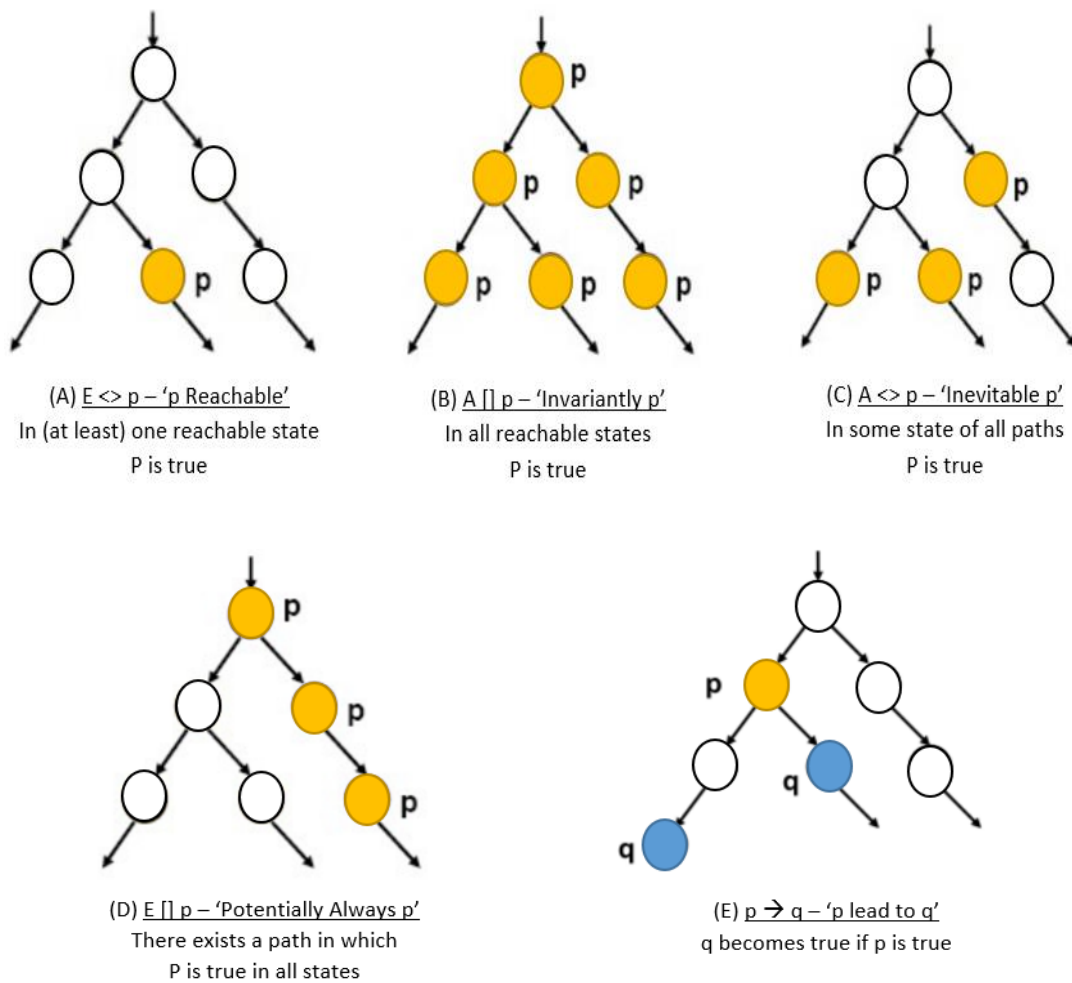 p
p
p
p
p
p
p
p
p
p
(A) E <> p – ‘p Reachable’
In (at least) one reachable state
P is true
(B) A [] p – ‘Invariantly p’
In all reachable states
P is true
(C) A <> p – ‘Inevitable p’
In some state of all paths
P is true
p
p
p
p
q
q
(D) E [] p – ‘Potentially Always p’
There exists a path in which
P is true in all states
(E) p → q – ‘p lead to q’
q becomes true if p is true